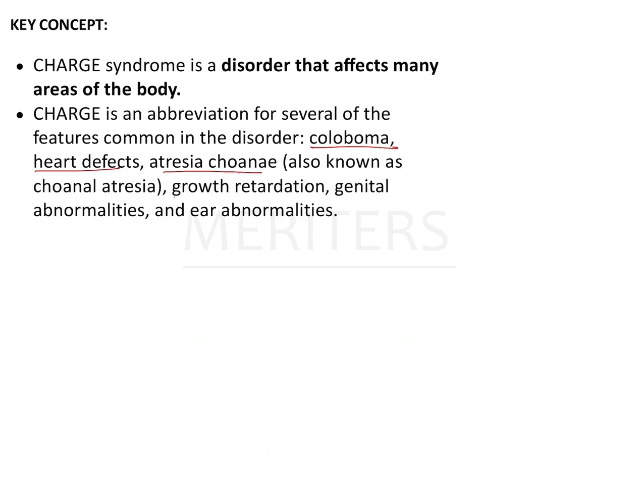 KEY CONCEPT:
• CHARGE syndrome is a disorder that affects many
areas of the body.
• CHARGE is an abbreviation for several of the
features common in the disorder: coloboma,
heart defects, atresia choanae (also known as
choanal atresia), growth retardation, genital
abnormalities, and ear abnormalities.
MERITERS